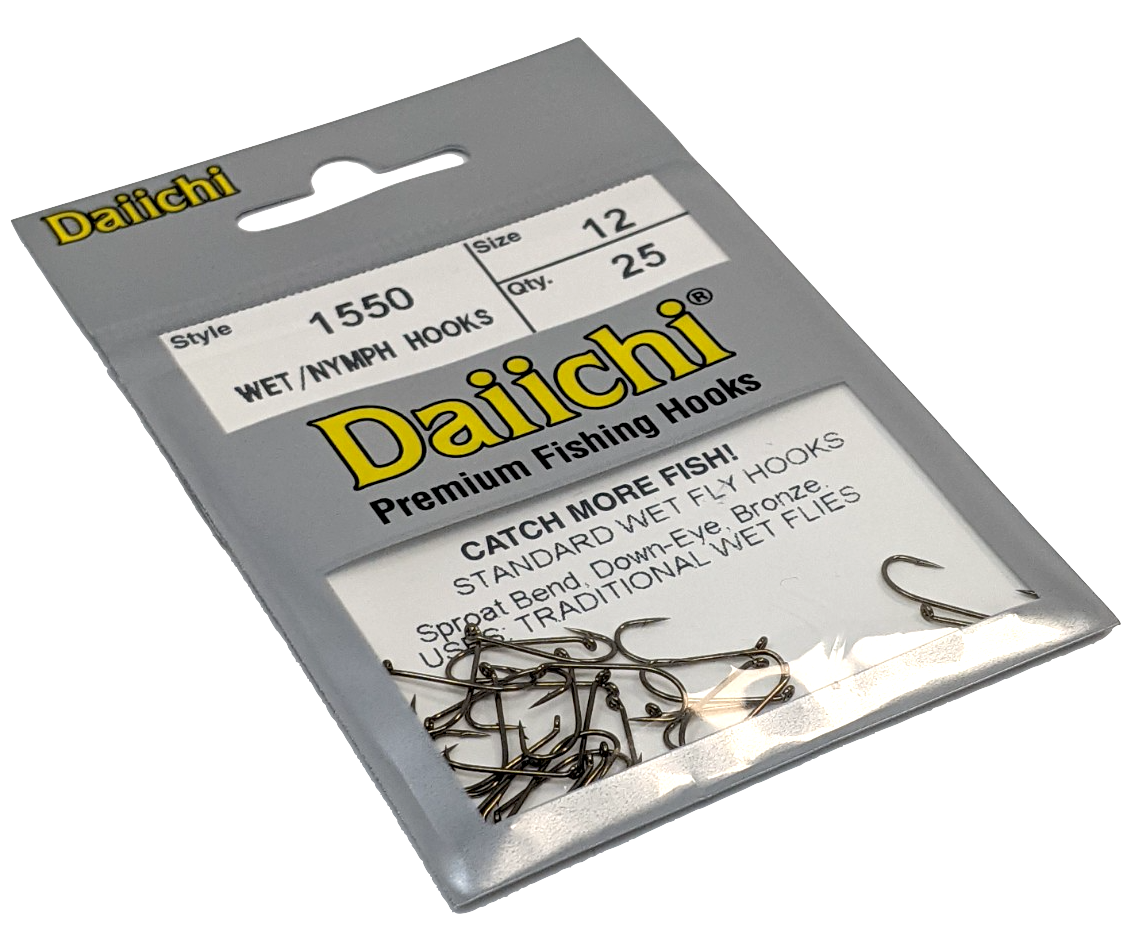 Daiichi
Style 1550
WET/NYMPH HOOKS
Size 12
Qty. 25
Daiichi®
Premium Fishing Hooks
CATCH MORE FISH!
STANDARD WET FLY HOOKS
Sproat Bend, Down-Eye, Bronze.
USES: TRADITIONAL WET FLIES